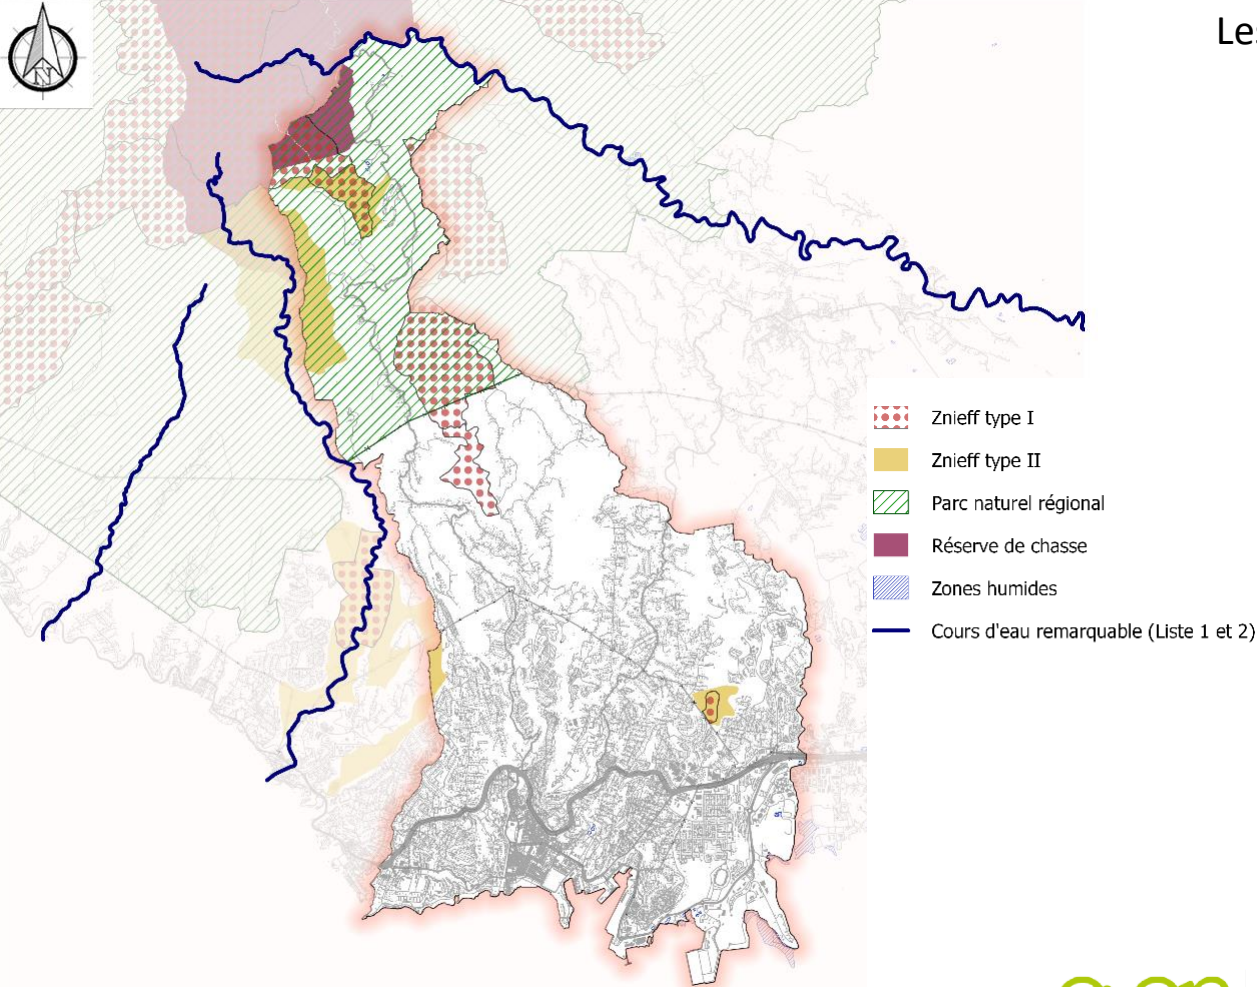 N
Les
Znieff type I
Znieff type II
Parc naturel régional
Réserve de chasse
Zones humides
Cours d'eau remarquable (Liste 1 et 2)